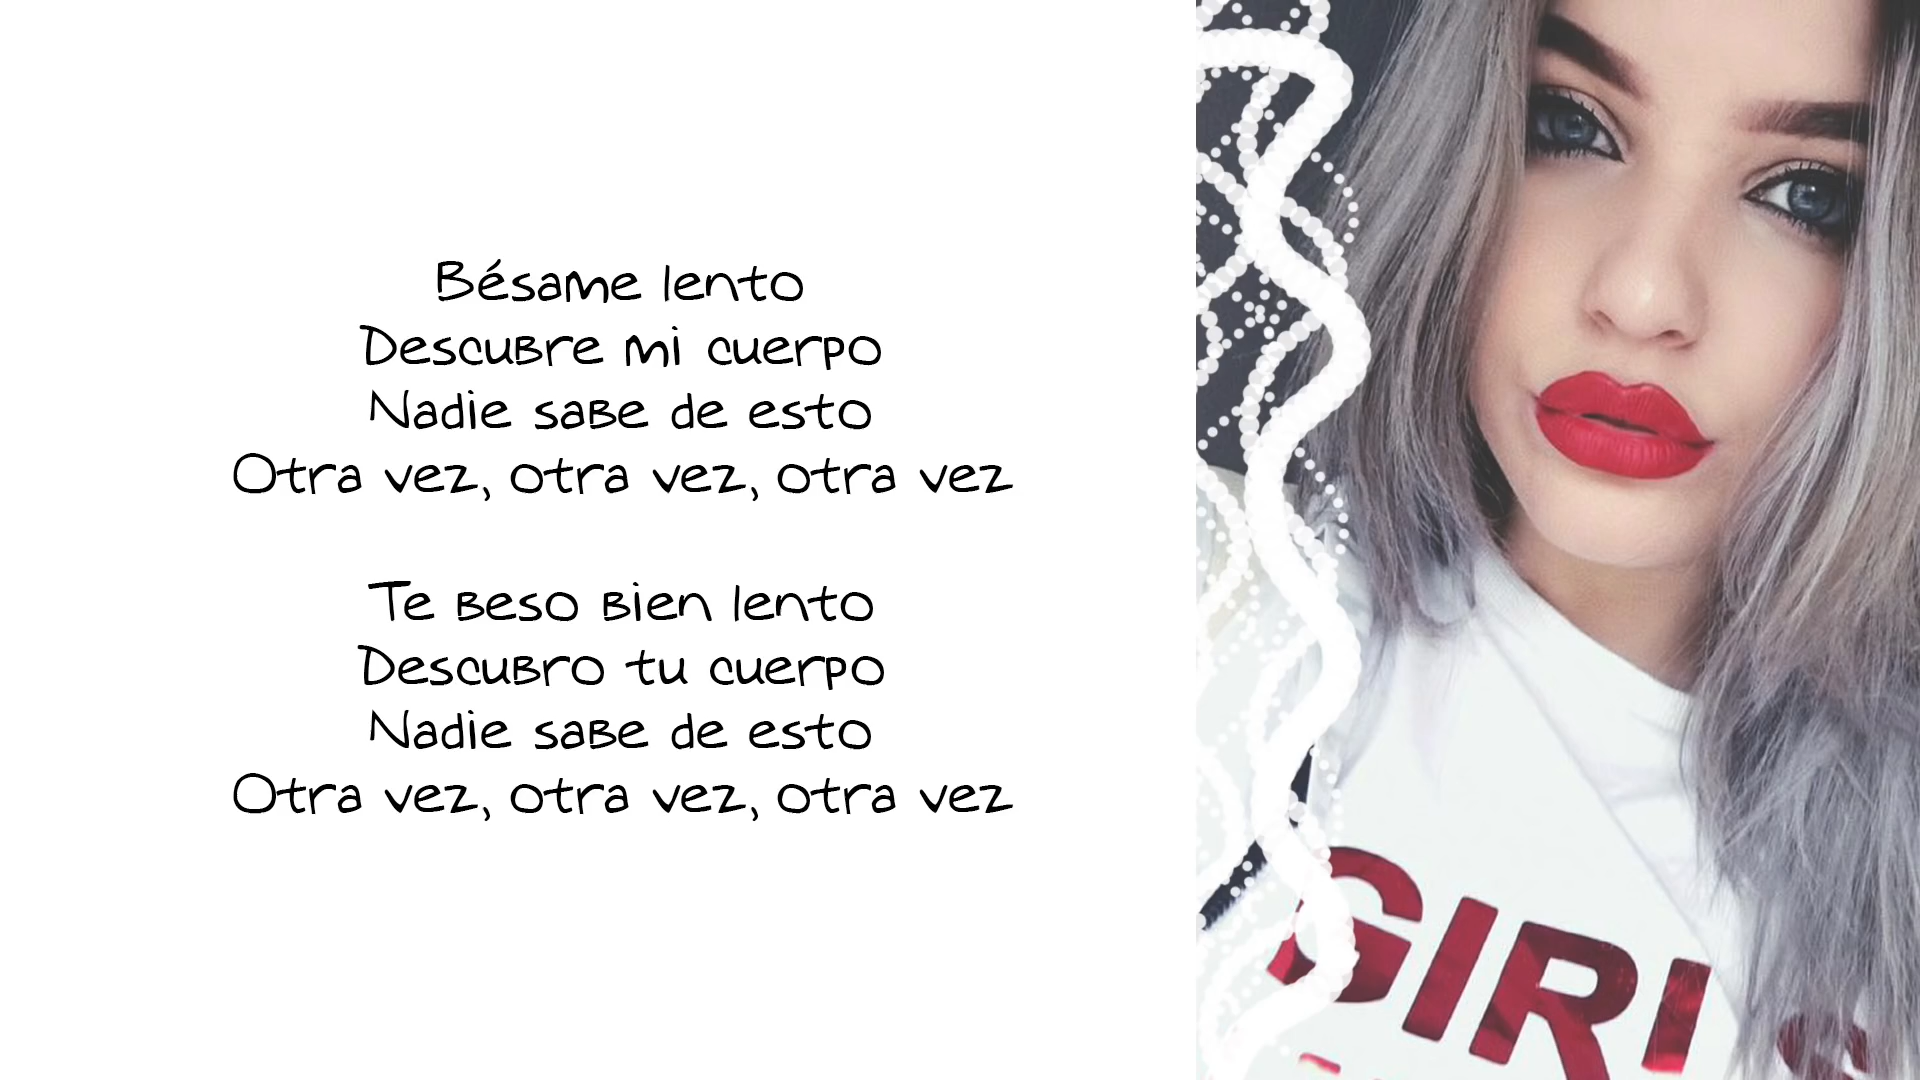 Bésame lento
Descubre mi cuerpo
Nadie sabe de esto
Otra vez, otra vez, otra vez
Te beso bien lento
Descubro tu cuerpo
Nadie sabe de esto
Otra vez, otra vez, otra vez
GIRLS